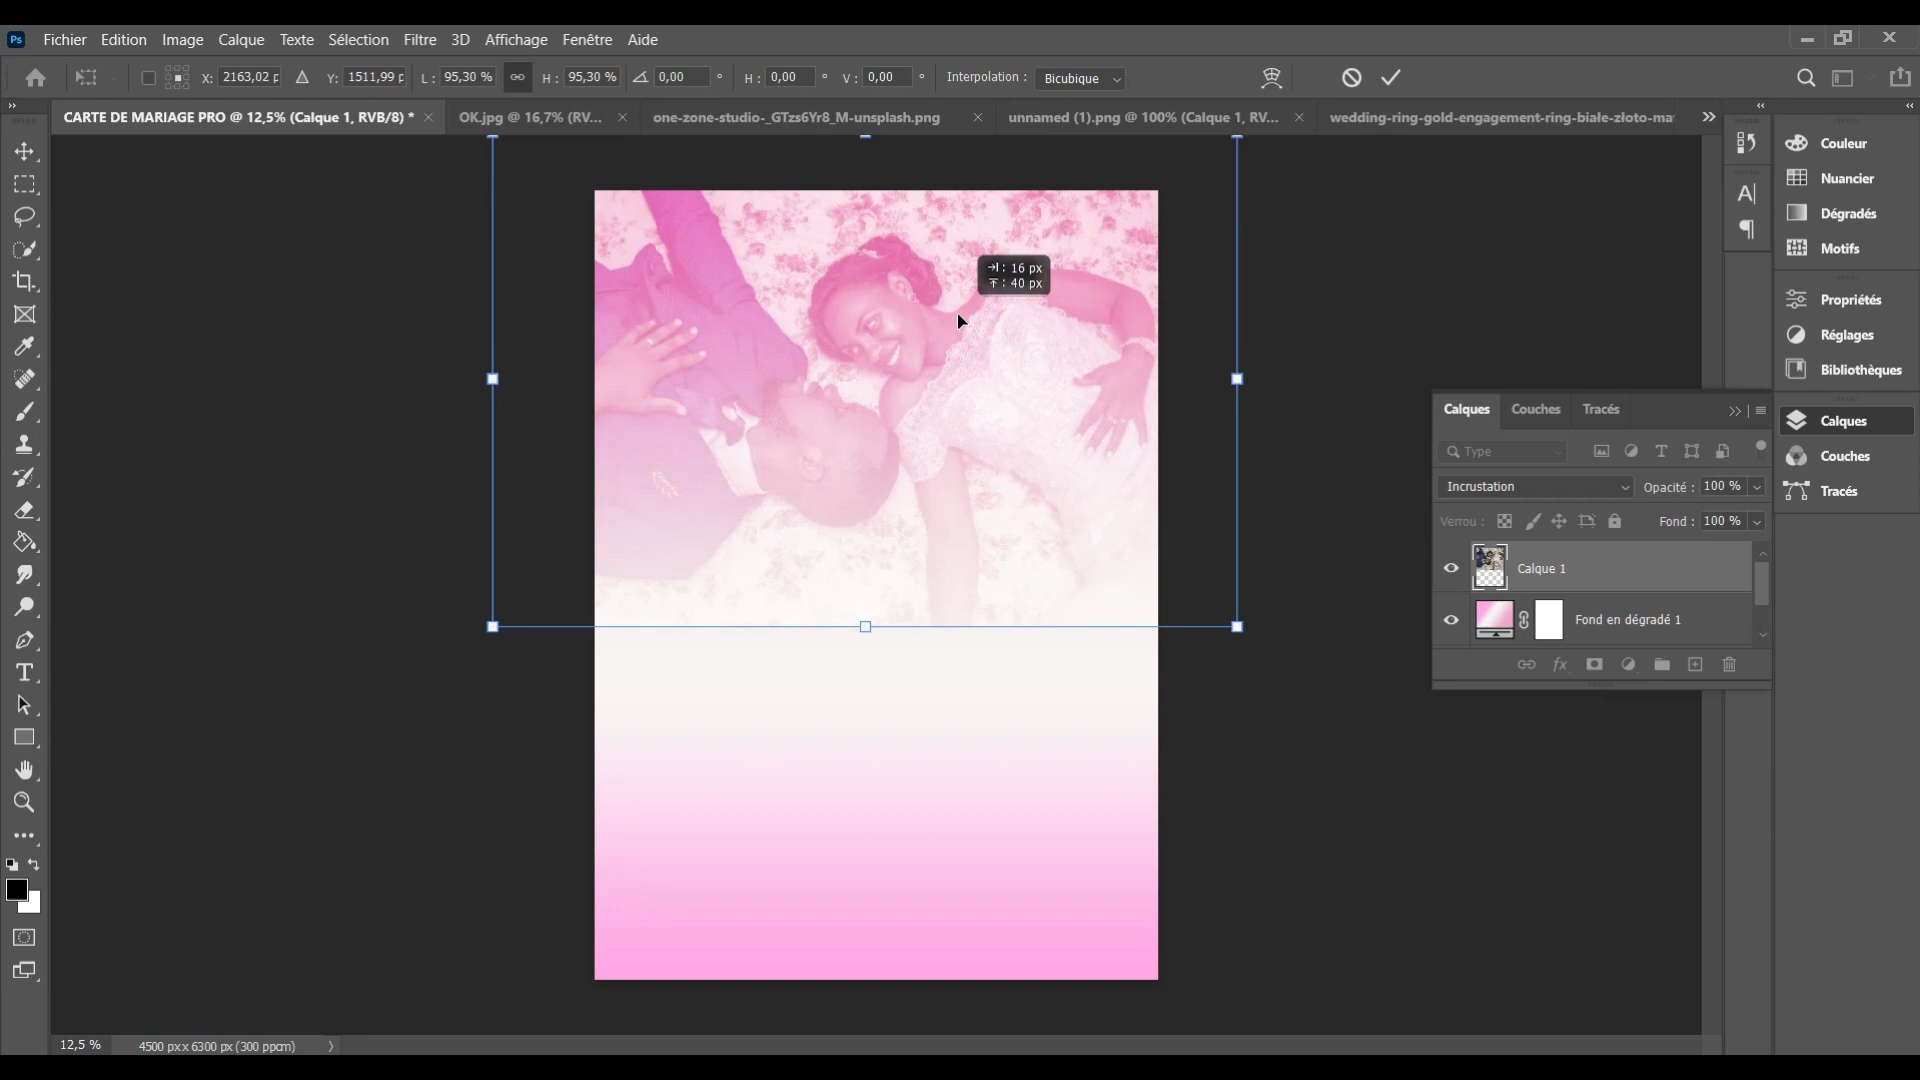 Ps Fichier Edition Image Calque Texte Sélection Filtre 3D Affichage Fenêtre Aide
X: 2163,02 p Y: 1511,99 p L: 95,30 % H: 95,30 % 0,00 ° H: 0,00 ° V: 0,00 ° Interpolation : Bicubique
CARTE DE MARIAGE PRO @ 12,5% (Calque 1, RVB/8) * OK.jpg @ 16,7% (RV... one-zone-studio-_GTzs6Yr8_M-unsplash.png unnamed (1).png @ 100% (Calque 1, RV... wedding-ring-gold-engagement-ring-białe-złoto-ma
Couleur
Nuancier
Dégradés
Motifs
Propriétés
Réglages
Bibliothèques
Calques
Couches
Tracés
: 16 px
: 40 px
Calques Couches Tracés
Type
Incrustation Opacité : 100 %
Verrou : Fond : 100 %
Calque 1
fx
Fond en dégradé 1
12,5 % 4500 px x 6300 px (300 ppcm)